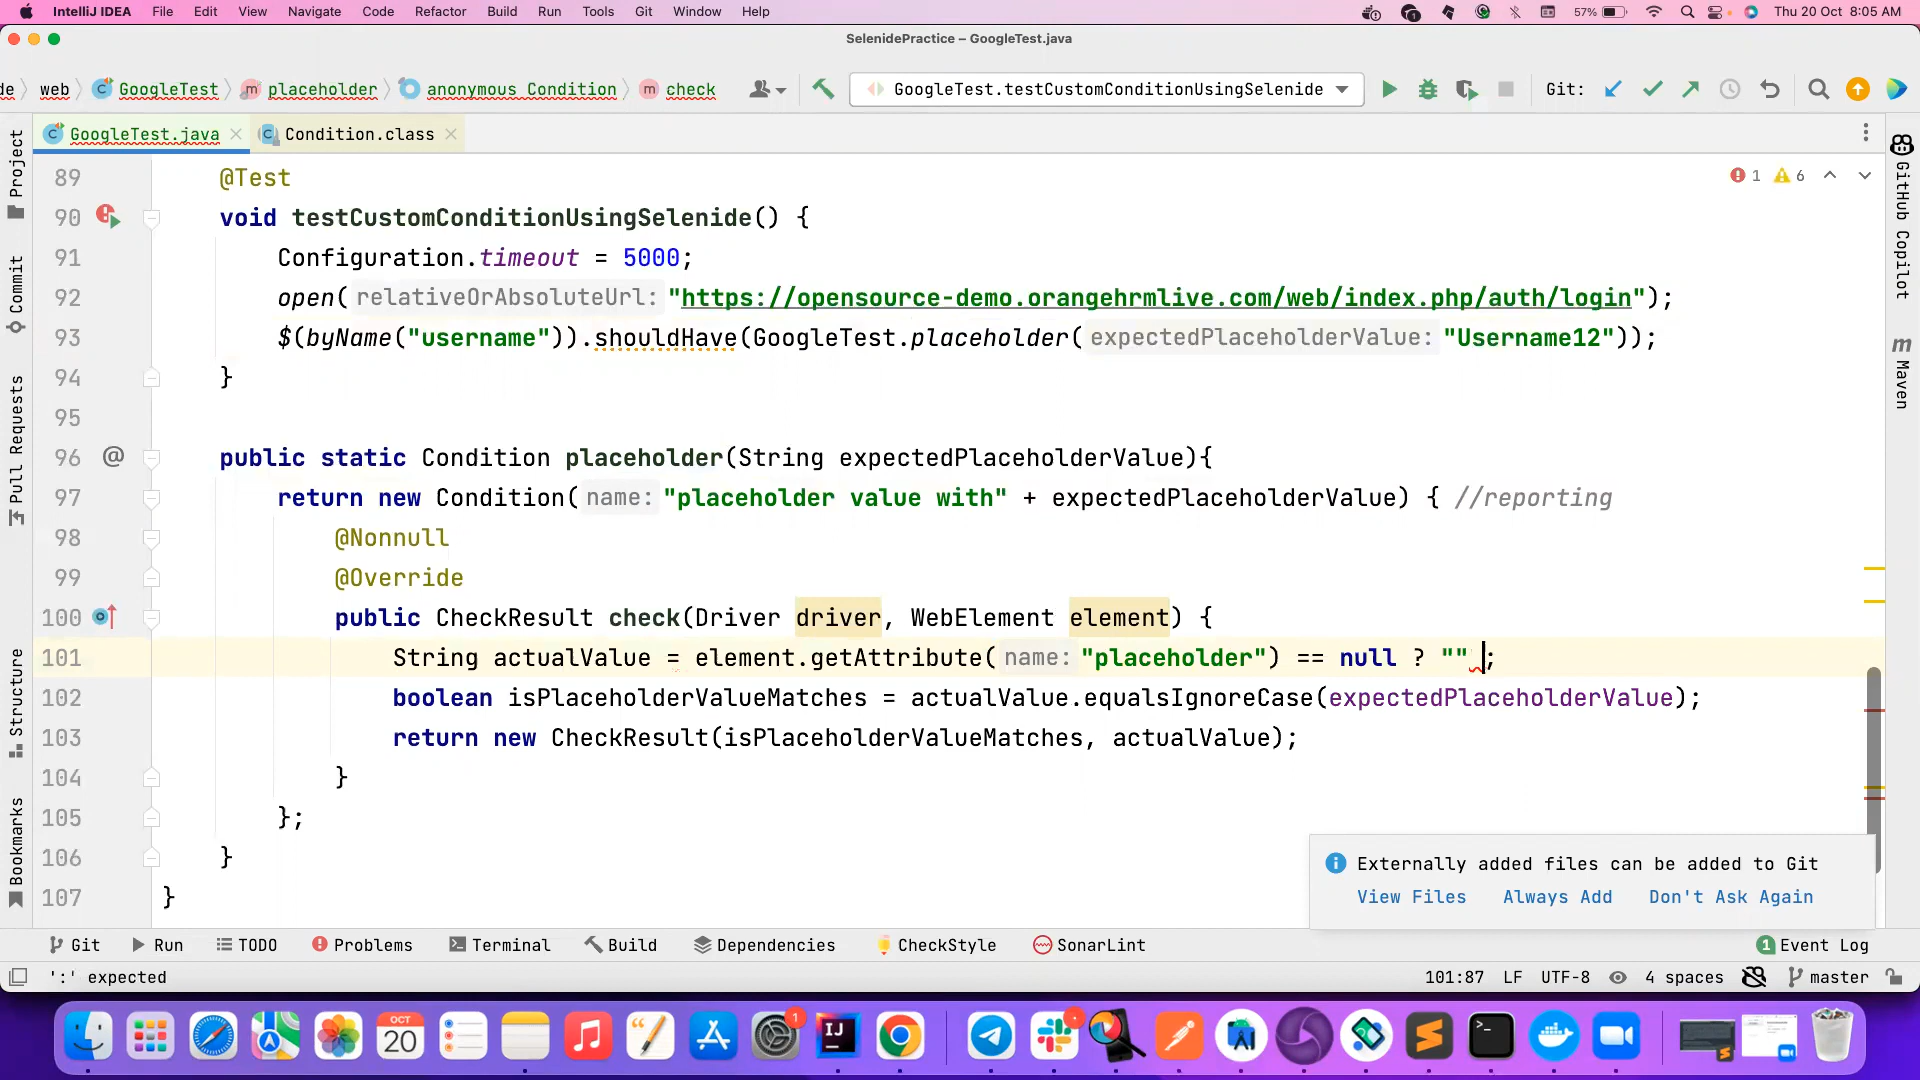 IntelliJ IDEA File Edit View Navigate Code Refactor Build Run Tools Git Window Help 57% Thu 20 Oct 8:05 AM
SelenidePractice – GoogleTest.java
de web GoogleTest placeholder anonymous Condition check GoogleTest.testCustomConditionUsingSelenide Git:
GoogleTest.java Condition.class
89 @Test
1 6
90 void testCustomConditionUsingSelenide() {
91 Configuration.timeout = 5000;
92 open( relativeOrAbsoluteUrl: "https://opensource-demo.orangehrmlive.com/web/index.php/auth/login");
93 $(byName("username")).shouldHave(GoogleTest.placeholder( expectedPlaceholderValue: "Username12"));
94 }
95
96 @ public static Condition placeholder(String expectedPlaceholderValue){
97 return new Condition( name: "placeholder value with" + expectedPlaceholderValue) { //reporting
98 @Nonnull
99 @Override
100 public CheckResult check(Driver driver, WebElement element) {
101 String actualValue = element.getAttribute( name: "placeholder") == null ? "" ;
102 boolean isPlaceholderValueMatches = actualValue.equalsIgnoreCase(expectedPlaceholderValue);
103 return new CheckResult(isPlaceholderValueMatches, actualValue);
104 }
105 };
106 }
107 }
Project
Commit
Pull Requests
Structure
Bookmarks
GitHub Copilot
m Maven
Externally added files can be added to Git
View Files Always Add Don't Ask Again
Git Run TODO Problems Terminal Build Dependencies CheckStyle SonarLint 1 Event Log
':' expected 101:87 LF UTF-8 4 spaces master
OCT
20
1
IJ